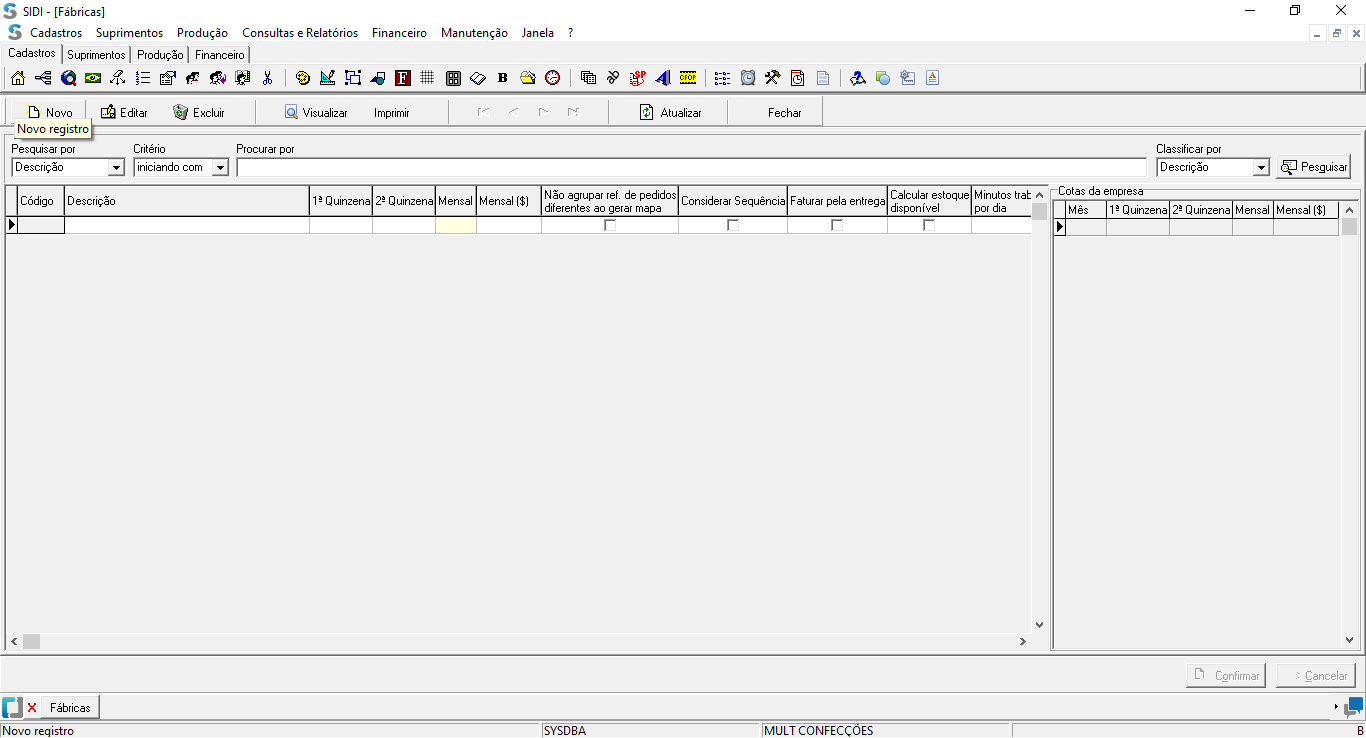 SIDI - [Fábricas]
Cadastros Suprimentos Produção Consultas e Relatórios Financeiro Manutenção Janela ?
Cadastros Suprimentos Produção Financeiro
F B SP CFOP A
Novo Editar Excluir Visualizar Imprimir Atualizar Fechar
Novo registro
Pesquisar por Critério Procurar por Classificar por
Descrição iniciando com Descrição Pesquisar
Cotas da empresa
Código Descrição 1ª Quinzena 2ª Quinzena Mensal Mensal ($) Não agrupar ref. de pedidos Considerar Sequência Faturar pela entrega Calcular estoque Minutos trab
diferentes ao gerar mapa disponível por dia
Mês 1ª Quinzena 2ª Quinzena Mensal Mensal ($)
Confirmar Cancelar
Fábricas
Novo registro SYSDBA MULT CONFECÇÕES B